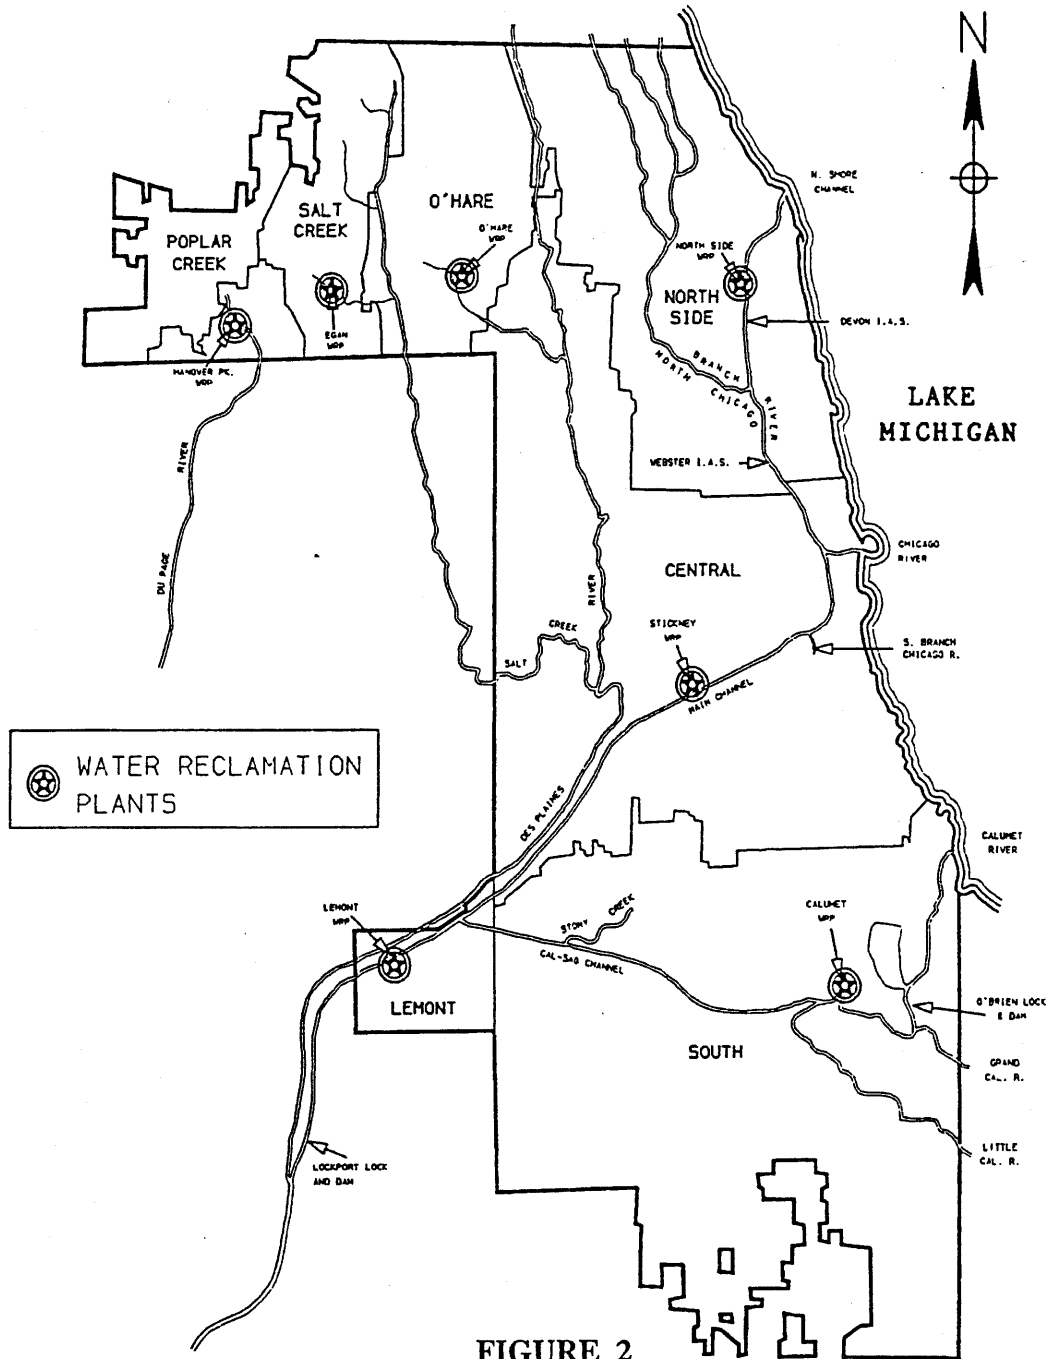 N
N. SHORE
CHANNEL
O'HARE
SALT
CREEK
POPLAR
CREEK
O'HARE
WRP
NORTH SIDE
WRP
NORTH
SIDE
DEVON I.A.S.
EGAN
WRP
HANOVER PK.
WRP
NORTH BRANCH
CHICAGO RIVER
LAKE
MICHIGAN
WEBSTER I.A.S.
DU PAGE RIVER
CHICAGO
RIVER
CENTRAL
STICKNEY
WRP
S. BRANCH
CHICAGO R.
SALT CREEK
MAIN CHANNEL
WATER RECLAMATION
PLANTS
DES PLAINES RIVER
CALUMET
RIVER
LEMONT
WRP
STONY CREEK
CALUMET
WRP
CAL-SAG CHANNEL
LEMONT
O'BRIEN LOCK
& DAM
SOUTH
GRAND
CAL. R.
LITTLE
CAL. R.
LOCKPORT LOCK
AND DAM
FIGURE 2